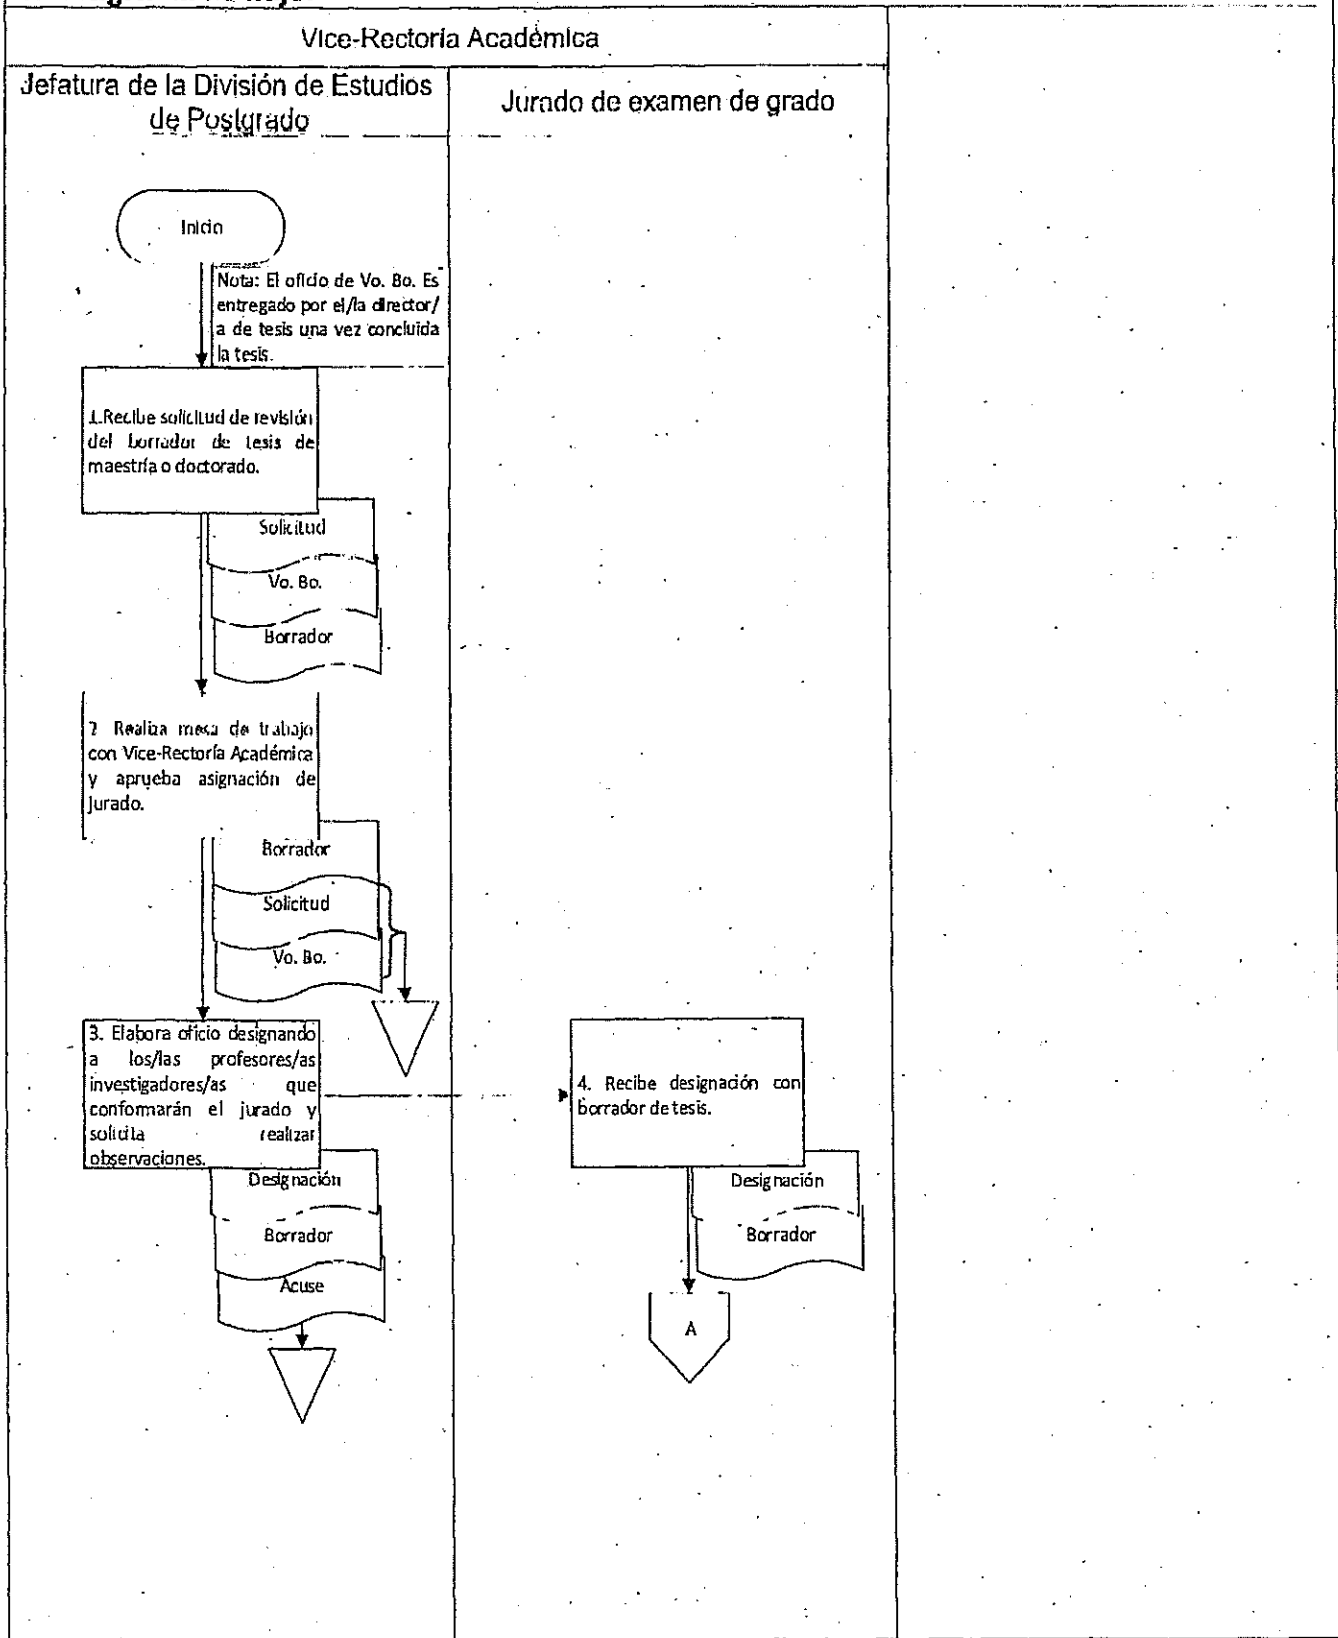 Vice-Rectoría Académica
Jefatura de la División de Estudios
de Postgrado
Jurado de examen de grado
Inicio
Nota: El oficio de Vo. Bo. Es
entregado por el/la director/
a de tesis una vez concluida
la tesis.
1.Recibe solicitud de revisión
del borrador de tesis de
maestría o doctorado.
Solicitud
Vo. Bo.
Borrador
2 Realiza mesa de trabajo
con Vice-Rectoría Académica
y aprueba asignación de
Jurado.
Borrador
Solicitud
Vo. Bo.
3. Elabora oficio designando
a los/las profesores/as
investigadores/as que
conformarán el jurado y
solicita realizar
observaciones.
Designación
Borrador
Acuse
4. Recibe designación con
borrador de tesis.
Designación
Borrador
A